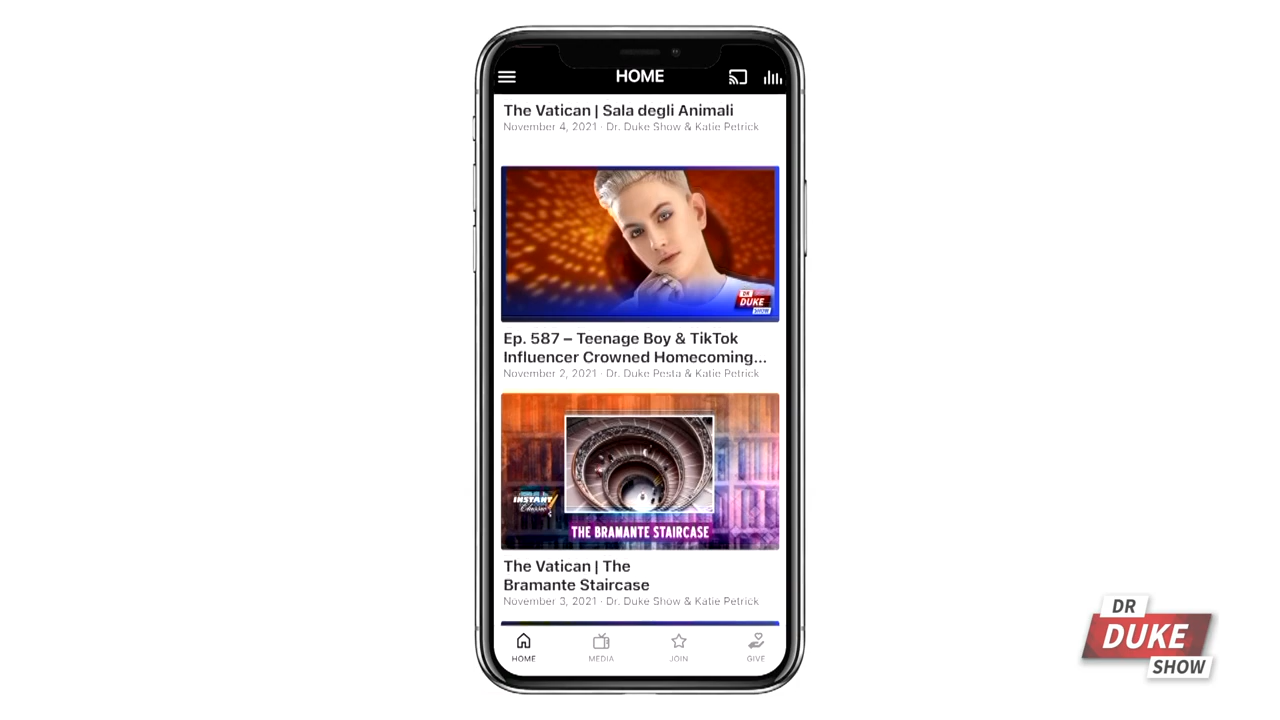 HOME
The Vatican | Sala degli Animali
November 4, 2021 · Dr. Duke Show & Katie Petrick
DR
DUKE
SHOW
Ep. 587 – Teenage Boy & TikTok
Influencer Crowned Homecoming...
November 2, 2021 · Dr. Duke Pesta & Katie Petrick
INSTANT
Classic
THE BRAMANTE STAIRCASE
The Vatican | The
Bramante Staircase
November 3, 2021 · Dr. Duke Show & Katie Petrick
HOME
MEDIA
JOIN
GIVE
DR
DUKE
SHOW